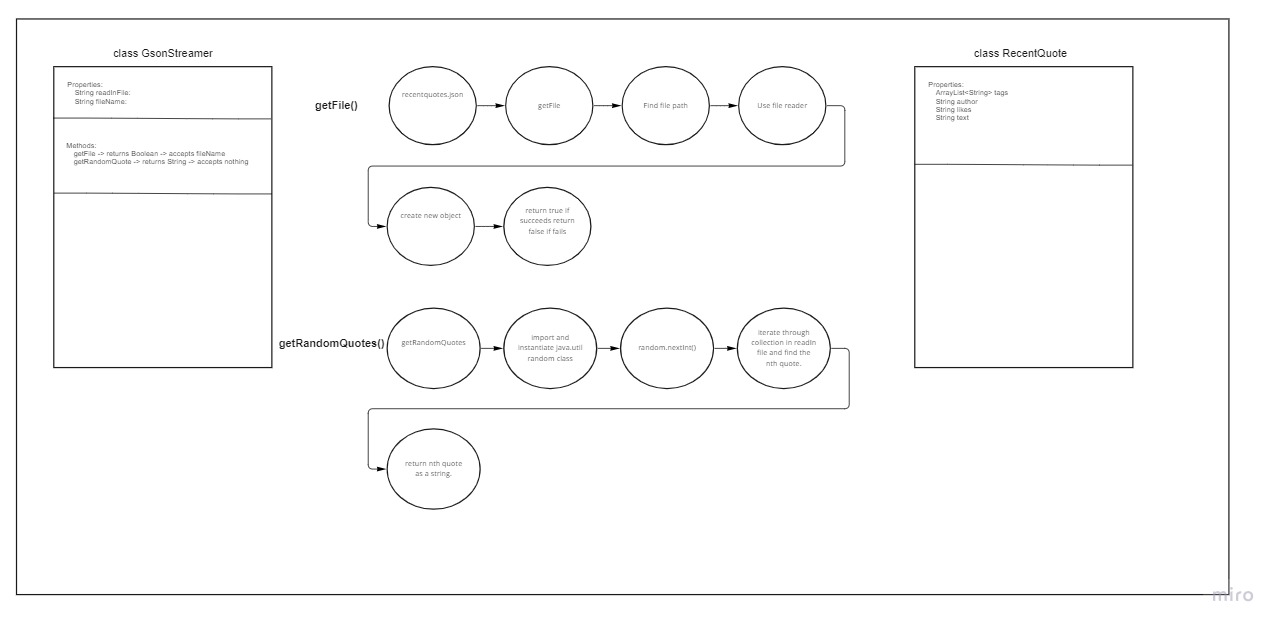 class GsonStreamer
Properties:
String readInFile:
String fileName:
Methods:
getFile -> returns Boolean -> accepts fileName
getRandomQuote -> returns String -> accepts nothing
getFile()
recentquotes.json
getFile
Find file path
Use file reader
create new object
return true if
succeeds return
false if fails
getRandomQuotes()
getRandomQuotes
import and
instantiate java.util
random class
random.nextInt()
iterate through
collection in readin
file and find the
nth quote.
return nth quote
as a string.
class RecentQuote
Properties:
ArrayList<String> tags
String author
String likes
String text
miro